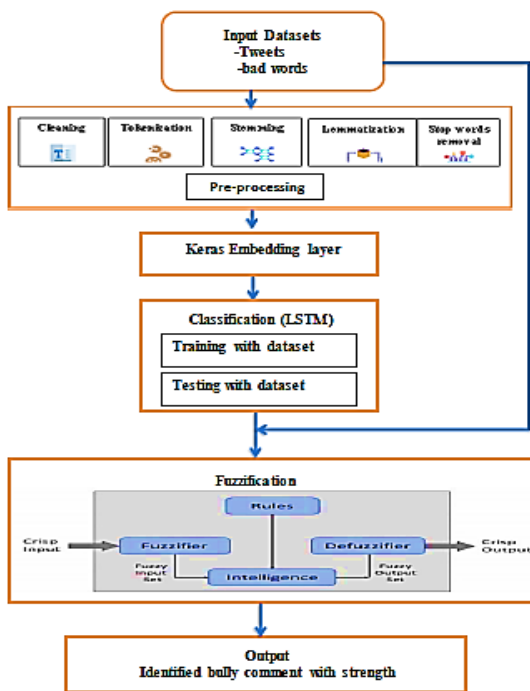 Input Datasets
-Tweets
-bad words
Cleaning
Tokenization
Stemming
Lemmatization
Stop words
removal
Pre-processing
Keras Embedding layer
Classification (LSTM)
Training with dataset
Testing with dataset
Fuzzification
Rules
Crisp
Input
Fuzzifier
Defuzzifier
Crisp
Output
Fuzzy
Input
Set
Intelligence
Fuzzy
Output
Set
Output
Identified bully comment with strength